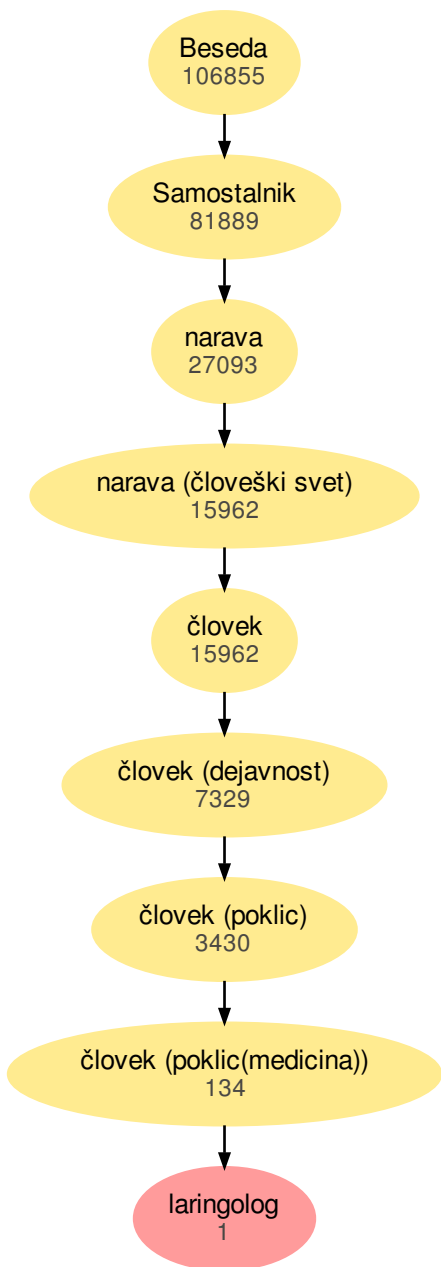 Beseda
106855
Samostalnik
81889
narava
27093
narava (človeški svet)
15962
človek
15962
človek (dejavnost)
7329
človek (poklic)
3430
človek (poklic(medicina))
134
laringolog
1